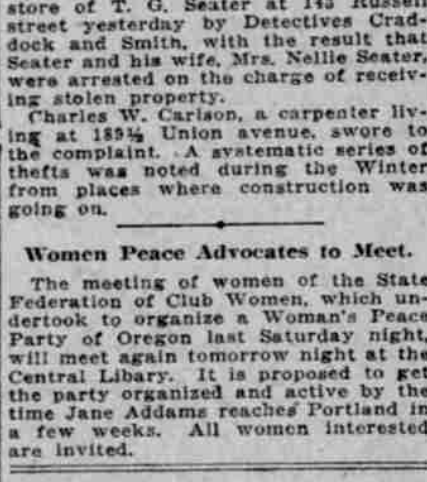 store of T. G. Seater at 145 Russell
street yesterday by Detectives Crad-
dock and Smith, with the result that
Seater and his wife, Mrs. Nellie Seater,
were arrested on the charge of receiv-
ing stolen property.
Charles W. Carlson, a carpenter liv-
ing at 189½ Union avenue, swore to
the complaint. A systematic series of
thefts was noted during the Winter
from places where construction was
going on.
Women Peace Advocates to Meet.
The meeting of women of the State
Federation of Club Women, which un-
dertook to organize a Woman's Peace
Party of Oregon last Saturday night,
will meet again tomorrow night at the
Central Libary. It is proposed to get
the party organized and active by the
time Jane Addams reaches Portland in
a few weeks. All women interested
are invited.